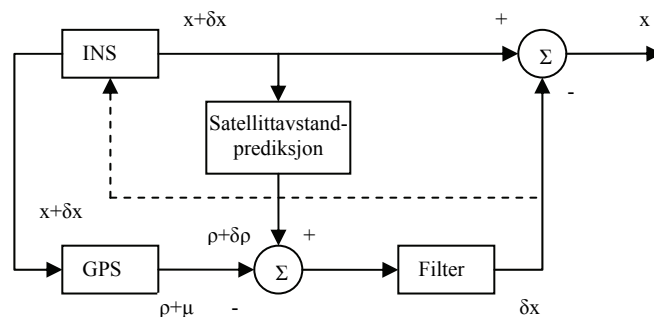 x+δx
+
x
INS
Σ
-
Satellittavstand-
prediksjon
x+δx
ρ+δρ
+
GPS
Σ
Filter
ρ+μ
-
δx